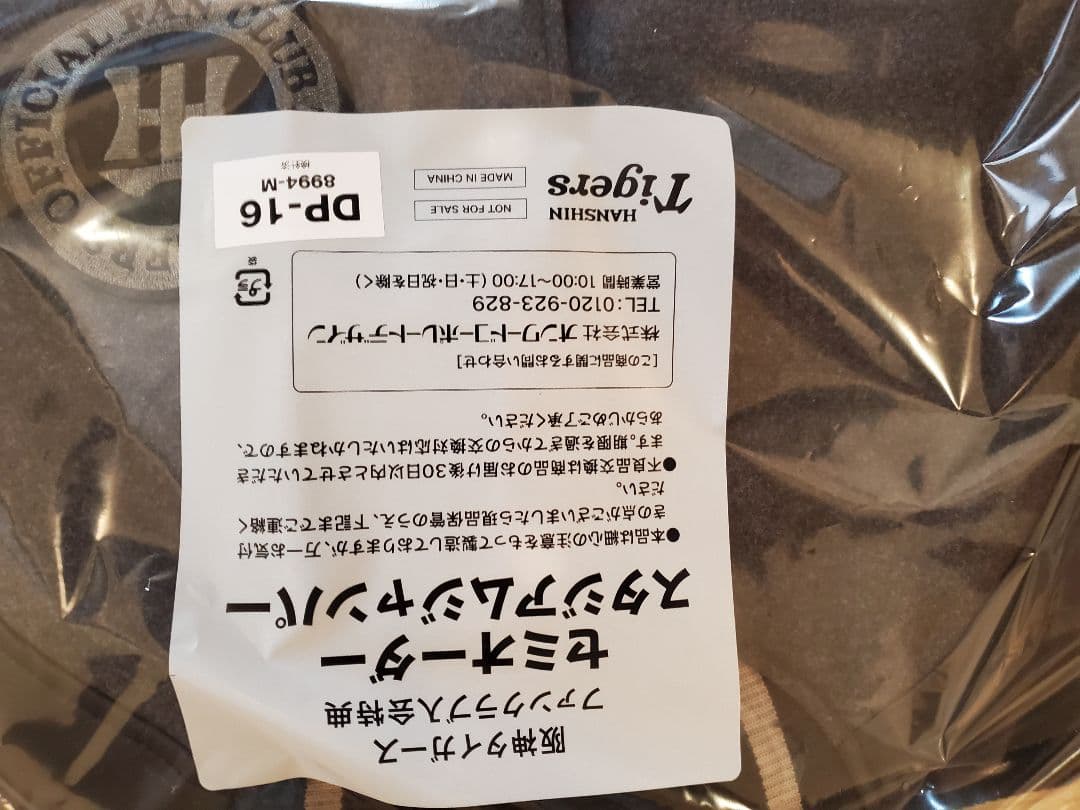 阪神タイガース
ファンクラブ入会特典
セミオーダー
スタジアムジャンパー
●本品は細心の注意をもって製造しておりますが、万一お気付
きの点がございましたら現品保管のうえ、下記までご連絡く
ださい。
●不良品交換は商品のお届け後30日以内とさせていただき
ます。期限を過ぎてからの交換対応はいたしかねますので、
あらかじめご了承ください。
[この商品に関するお問い合わせ]
株式会社 オンワードコーポレートデザイン
TEL:0120-923-829
営業時間 10:00〜17:00 (土・日・祝日を除く)
プラ
袋
HANSHIN
Tigers
NOT FOR SALE
MADE IN CHINA
DP-16
8994-M
検針済
OFFICIAL FAN CLUB